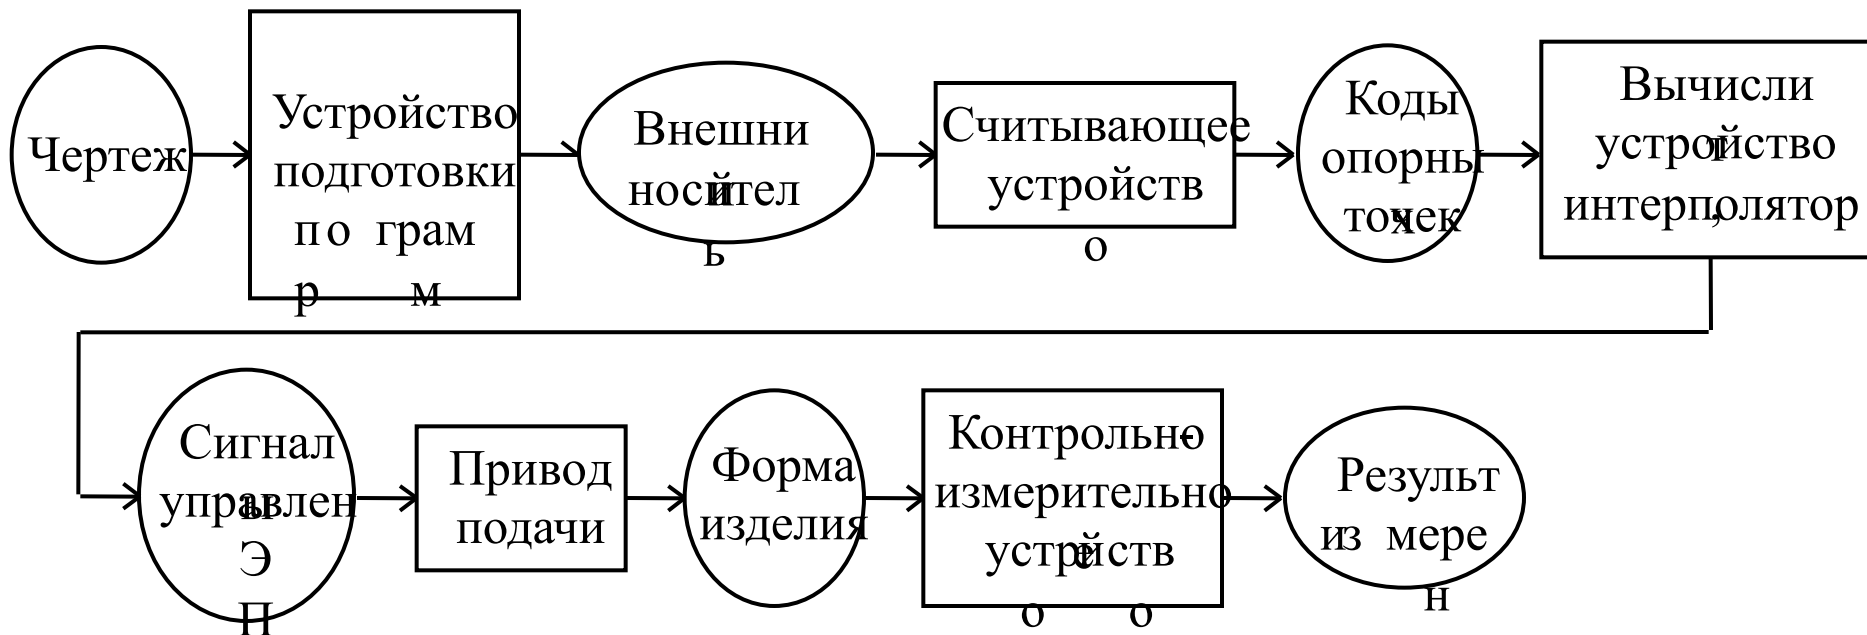 Чертеж
Устройство
подготовки
по грам
р м
Внешни
й
носител
ь
Считывающее
устройств
о
Коды
опорны
х
точек
Вычисли
т
устройство
,
интерполятор
Сигнал
ы
управлен
ЭП
Привод
подачи
Форма
изделия
Контрольно-
измерительно
е
устройств
о о
Результ
из мере
н